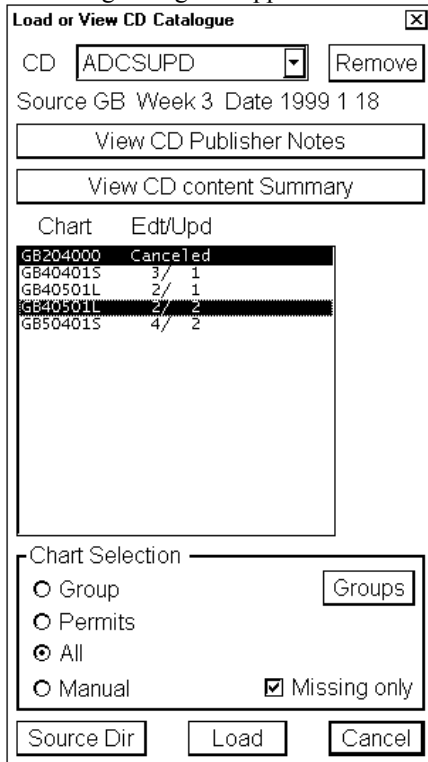 Load or View CD Catalogue
CD ADCSUPD Remove
Source GB Week 3 Date 1999 1 18
View CD Publisher Notes
View CD content Summary
Chart Edt/Upd
GB204000 Canceled
GB40401S 3/ 1
GB40501L 2/ 1
GB40501L 2/ 2
GB50401S 4/ 2
Chart Selection
Group Groups
Permits
All
Manual Missing only
Source Dir Load Cancel